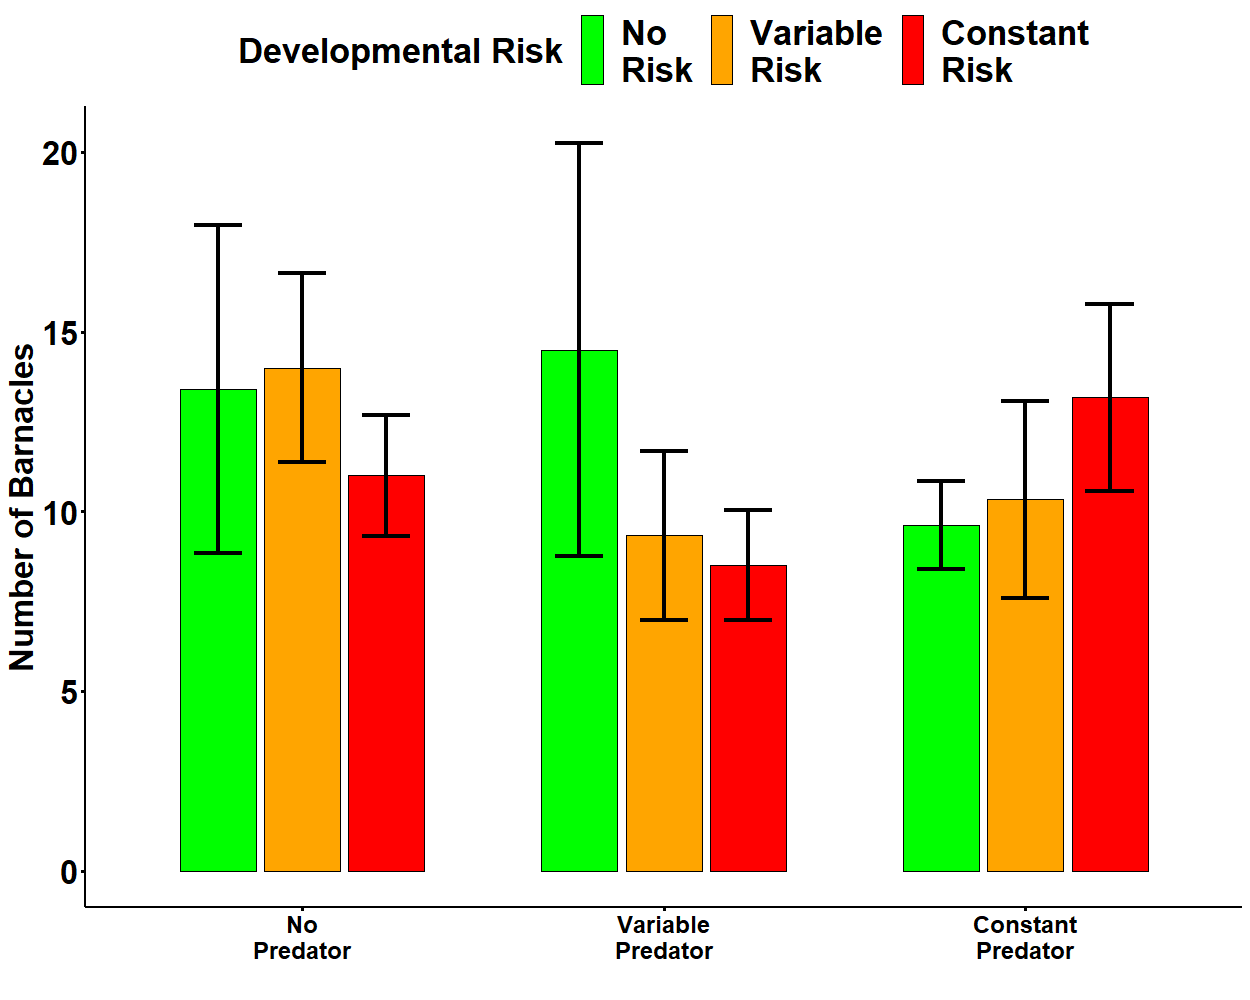 Developmental Risk
No
Risk
Variable
Risk
Constant
Risk
Number of Barnacles
20
15
10
5
0
No
Predator
Variable
Predator
Constant
Predator